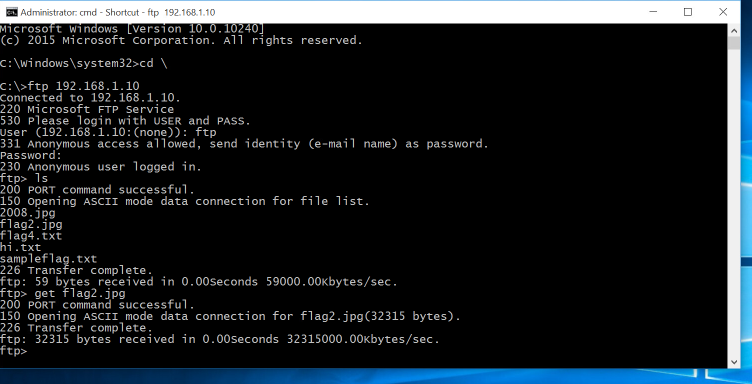 Administrator: cmd - Shortcut - ftp 192.168.1.10
Microsoft Windows [Version 10.0.10240]
(c) 2015 Microsoft Corporation. All rights reserved.
C:\Windows\system32>cd \
C:\>ftp 192.168.1.10
Connected to 192.168.1.10.
220 Microsoft FTP Service
530 Please login with USER and PASS.
User (192.168.1.10:(none)): ftp
331 Anonymous access allowed, send identity (e-mail name) as password.
Password:
230 Anonymous user logged in.
ftp> ls
200 PORT command successful.
150 Opening ASCII mode data connection for file list.
2008.jpg
flag2.jpg
flag4.txt
hi.txt
sampleflag.txt
226 Transfer complete.
ftp: 59 bytes received in 0.00Seconds 59000.00Kbytes/sec.
ftp> get flag2.jpg
200 PORT command successful.
150 Opening ASCII mode data connection for flag2.jpg(32315 bytes).
226 Transfer complete.
ftp: 32315 bytes received in 0.00Seconds 32315000.00Kbytes/sec.
ftp>